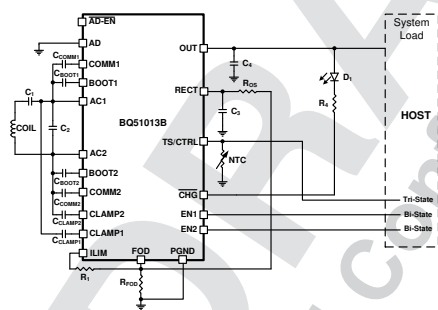 AD-EN
AD
COMM1
BOOT1
AC1
AC2
BOOT2
COMM2
CLAMP2
CLAMP1
ILIM
FOD
PGND
OUT
RECT
TS/CTRL
CHG
EN1
EN2
BQ51013B
CCOMM1
CBOOT1
C1
C2
COIL
CBOOT2
CCOMM2
CCLAMP2
CCLAMP1
R1
RFOD
C4
ROS
C3
NTC
D1
R4
System
Load
HOST
Tri-State
Bi-State
Bi-State